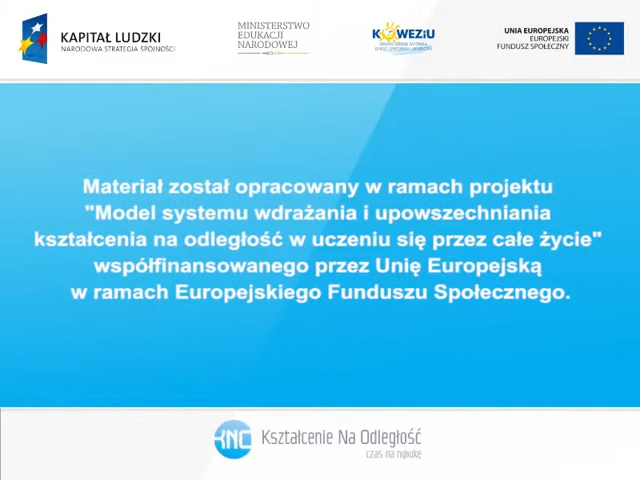 KAPITAŁ LUDZKI
NARODOWA STRATEGIA SPÓJNOŚCI
MINISTERSTWO
EDUKACJI
NARODOWEJ
KOWEZiU
UNIA EUROPEJSKA
EUROPEJSKI
FUNDUSZ SPOŁECZNY
Materiał został opracowany w ramach projektu
"Model systemu wdrażania i upowszechniania
kształcenia na odległość w uczeniu się przez całe życie"
współfinansowanego przez Unię Europejską
w ramach Europejskiego Funduszu Społecznego.
KNO Kształcenie Na Odległość
czas na n@ukę